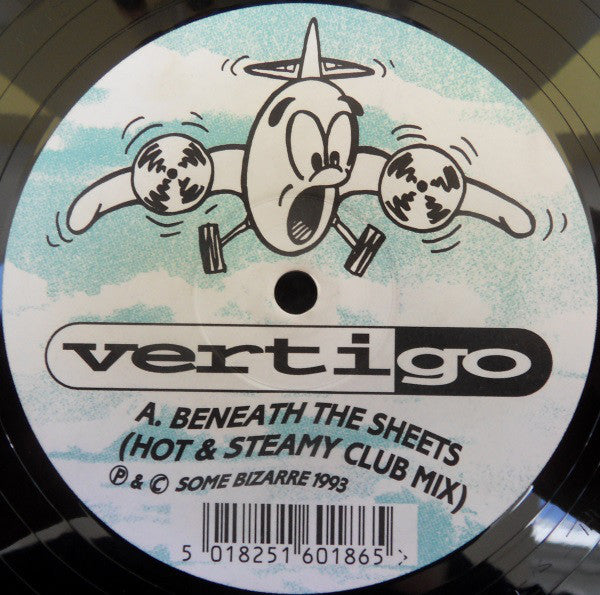 vertigo
A. BENEATH THE SHEETS
(HOT & STEAMY CLUB MIX)
℗ & © SOME BIZARRE 1993
5 018251 601865 >